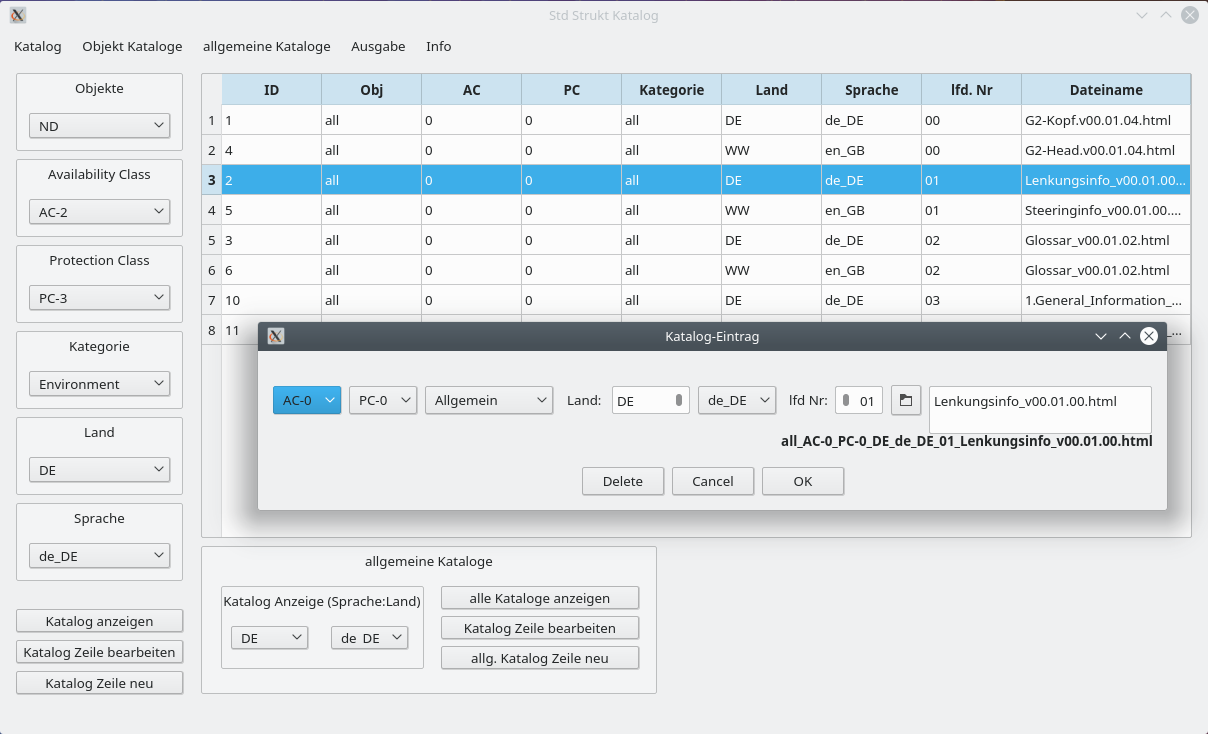 Std Strukt Katalog
Katalog Objekt Kataloge allgemeine Kataloge Ausgabe Info
Objekte
ND
Availability Class
AC-2
Protection Class
PC-3
Kategorie
Environment
Land
DE
Sprache
de_DE
Katalog anzeigen
Katalog Zeile bearbeiten
Katalog Zeile neu
ID Obj AC PC Kategorie Land Sprache lfd. Nr Dateiname
1 1 all 0 0 all DE de_DE 00 G2-Kopf.v00.01.04.html
2 4 all 0 0 all WW en_GB 00 G2-Head.v00.01.04.html
3 2 all 0 0 all DE de_DE 01 Lenkungsinfo_v00.01.00...
4 5 all 0 0 all WW en_GB 01 Steeringinfo_v00.01.00....
5 3 all 0 0 all DE de_DE 02 Glossar_v00.01.02.html
6 6 all 0 0 all WW en_GB 02 Glossar_v00.01.02.html
7 10 all 0 0 all DE de_DE 03 1.General_Information_...
8 11 _...
Katalog-Eintrag
AC-0 PC-0 Allgemein Land: DE de_DE lfd Nr: 01 Lenkungsinfo_v00.01.00.html
all_AC-0_PC-0_DE_de_DE_01_Lenkungsinfo_v00.01.00.html
Delete Cancel OK
allgemeine Kataloge
Katalog Anzeige (Sprache:Land)
DE de_DE
alle Kataloge anzeigen
Katalog Zeile bearbeiten
allg. Katalog Zeile neu